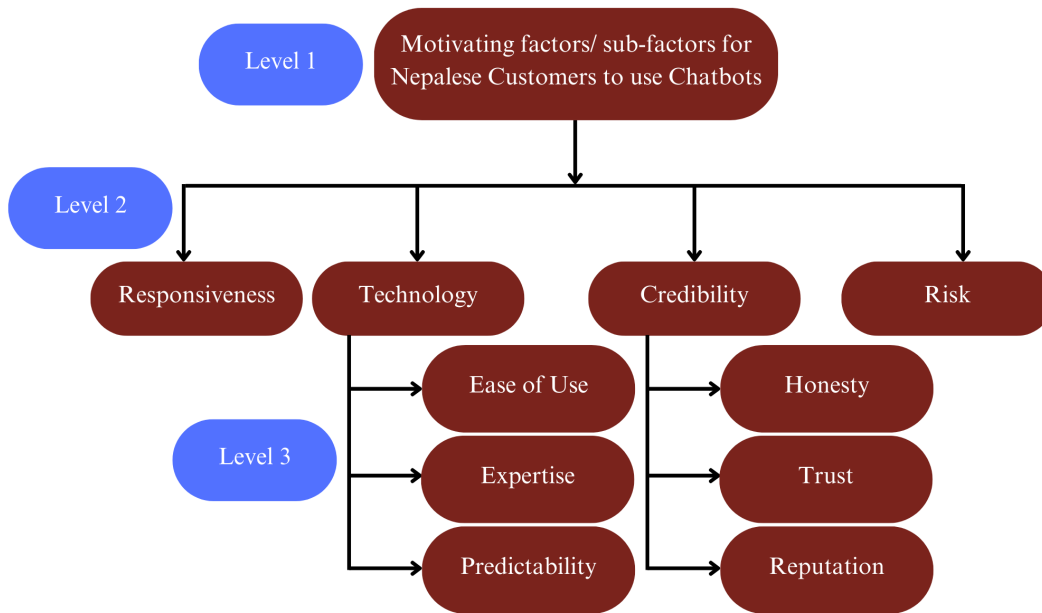 Level 1
Motivating factors/ sub-factors for
Nepalese Customers to use Chatbots
Level 2
Responsiveness
Technology
Credibility
Risk
Ease of Use
Honesty
Level 3
Expertise
Trust
Predictability
Reputation